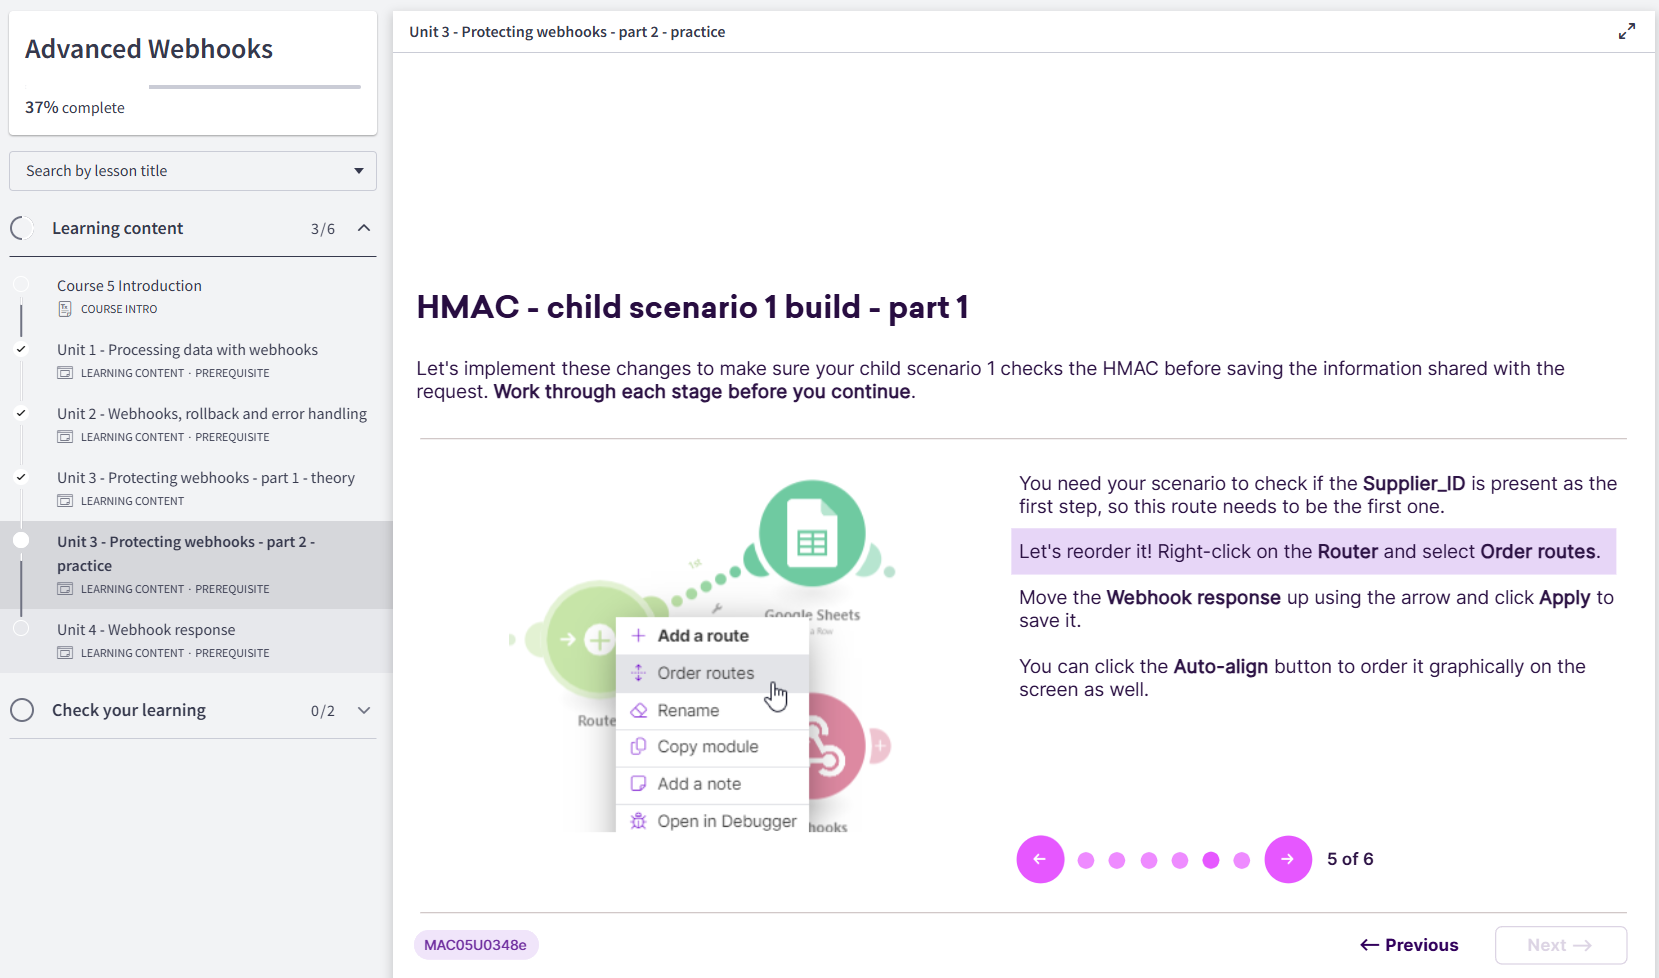 Advanced Webhooks
37% complete
Search by lesson title
Learning content 3/6
Course 5 Introduction
COURSE INTRO
Unit 1 - Processing data with webhooks
LEARNING CONTENT · PREREQUISITE
Unit 2 - Webhooks, rollback and error handling
LEARNING CONTENT · PREREQUISITE
Unit 3 - Protecting webhooks - part 1 - theory
LEARNING CONTENT
Unit 3 - Protecting webhooks - part 2 -
practice
LEARNING CONTENT · PREREQUISITE
Unit 4 - Webhook response
LEARNING CONTENT · PREREQUISITE
Check your learning 0/2
Unit 3 - Protecting webhooks - part 2 - practice
HMAC - child scenario 1 build - part 1
Let's implement these changes to make sure your child scenario 1 checks the HMAC before saving the information shared with the
request. Work through each stage before you continue.
1st
Google Sheets
a Row
Route
Add a route
Order routes
Rename
Copy module
Add a note
Open in Debugger
hooks
You need your scenario to check if the Supplier_ID is present as the
first step, so this route needs to be the first one.
Let's reorder it! Right-click on the Router and select Order routes.
Move the Webhook response up using the arrow and click Apply to
save it.
You can click the Auto-align button to order it graphically on the
screen as well.
5 of 6
MAC05U0348e
← Previous
Next →